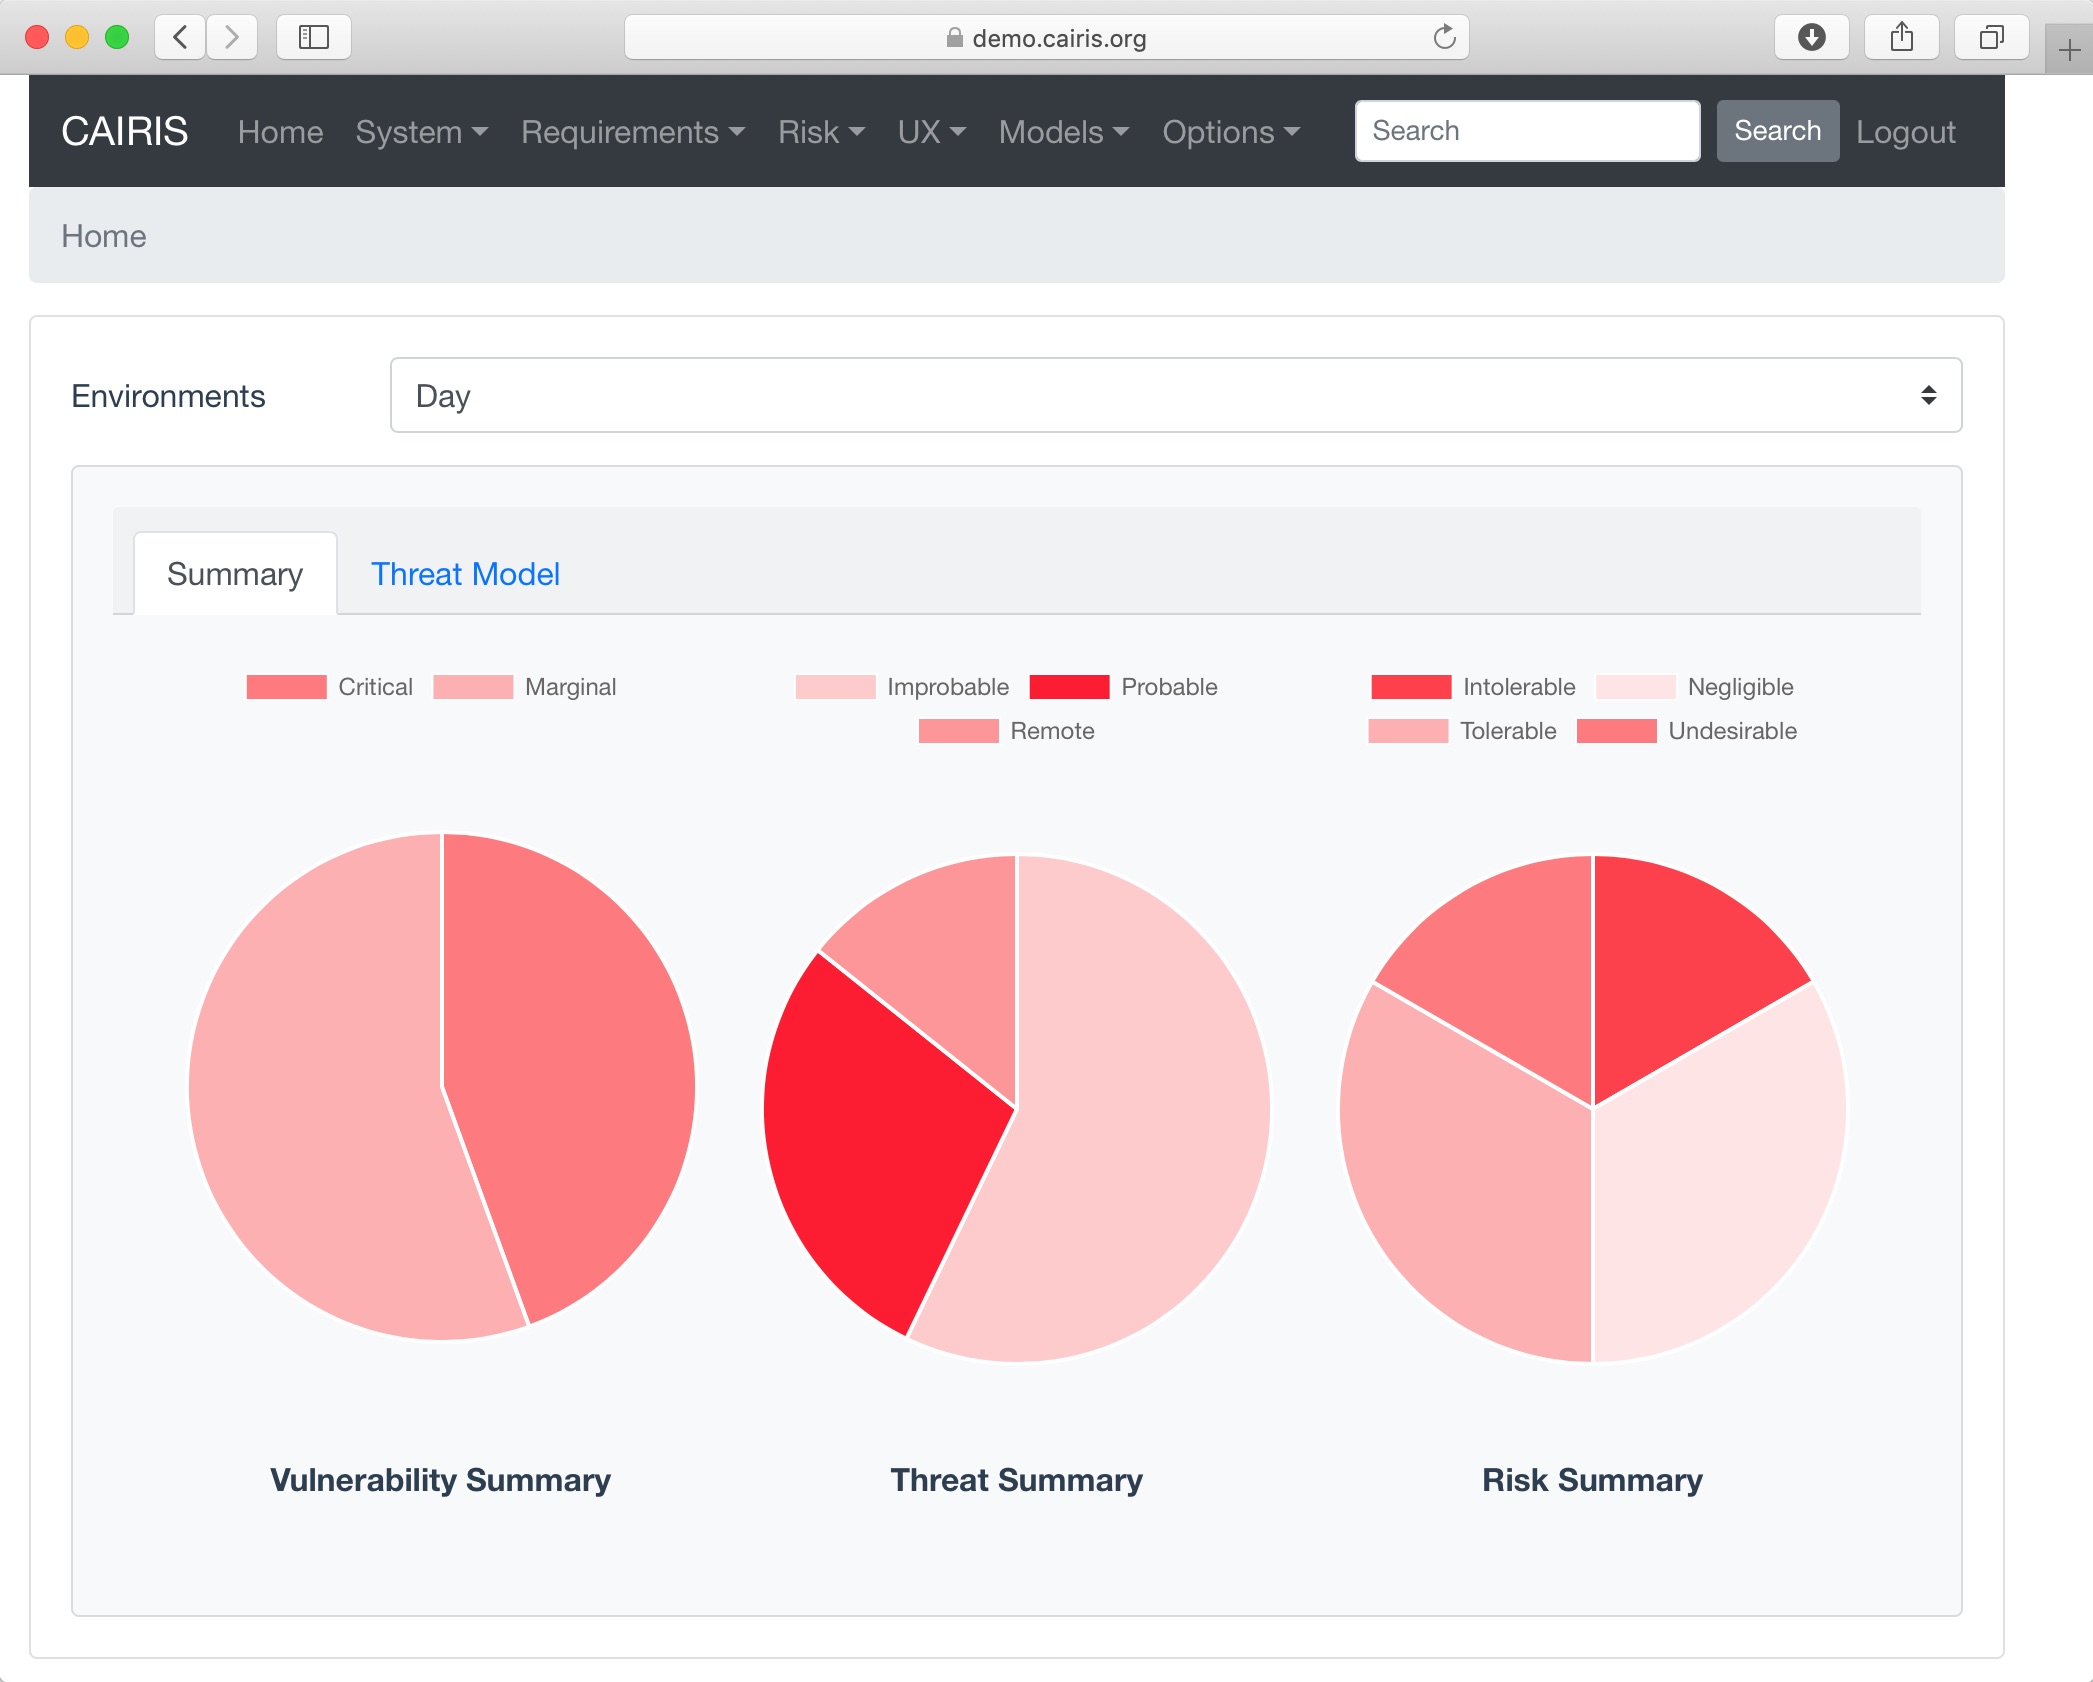 demo.cairis.org
CAIRIS Home System Requirements Risk UX Models Options Search Search Logout
Home
Environments Day
Summary Threat Model
Critical Marginal Improbable Probable Intolerable Negligible
Remote Tolerable Undesirable
Vulnerability Summary Threat Summary Risk Summary